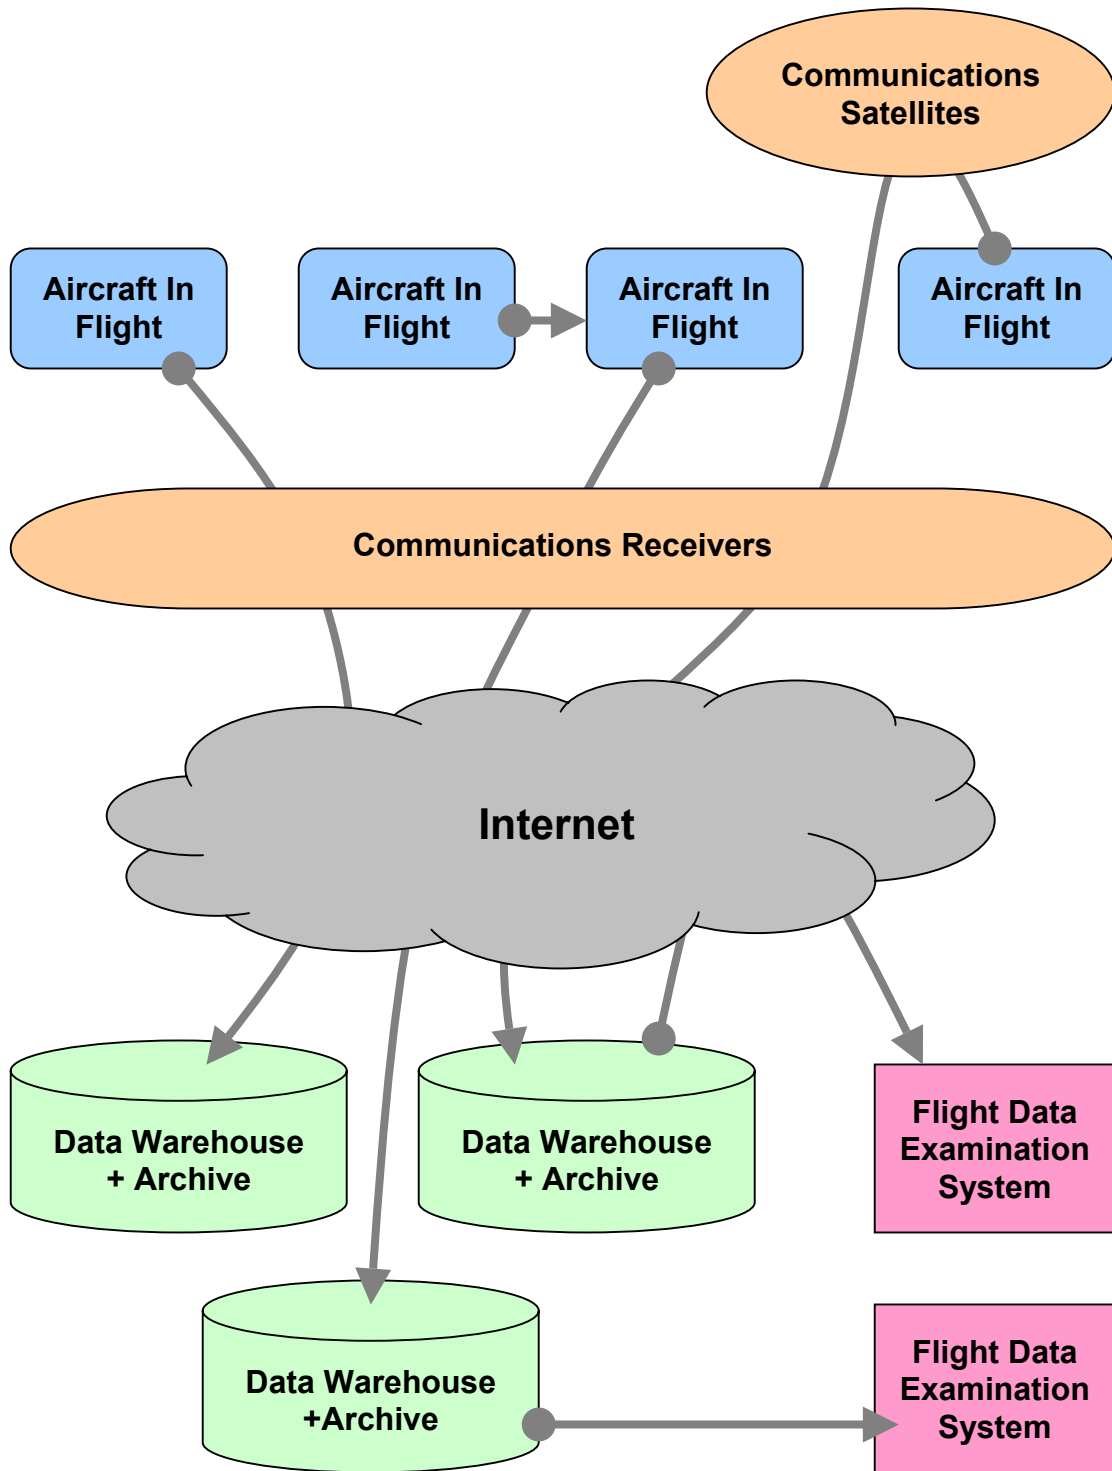 Communications
Satellites
Aircraft In
Flight
Aircraft In
Flight
Aircraft In
Flight
Aircraft In
Flight
Communications Receivers
Internet
Data Warehouse
+ Archive
Data Warehouse
+ Archive
Flight Data
Examination
System
Data Warehouse
+Archive
Flight Data
Examination
System